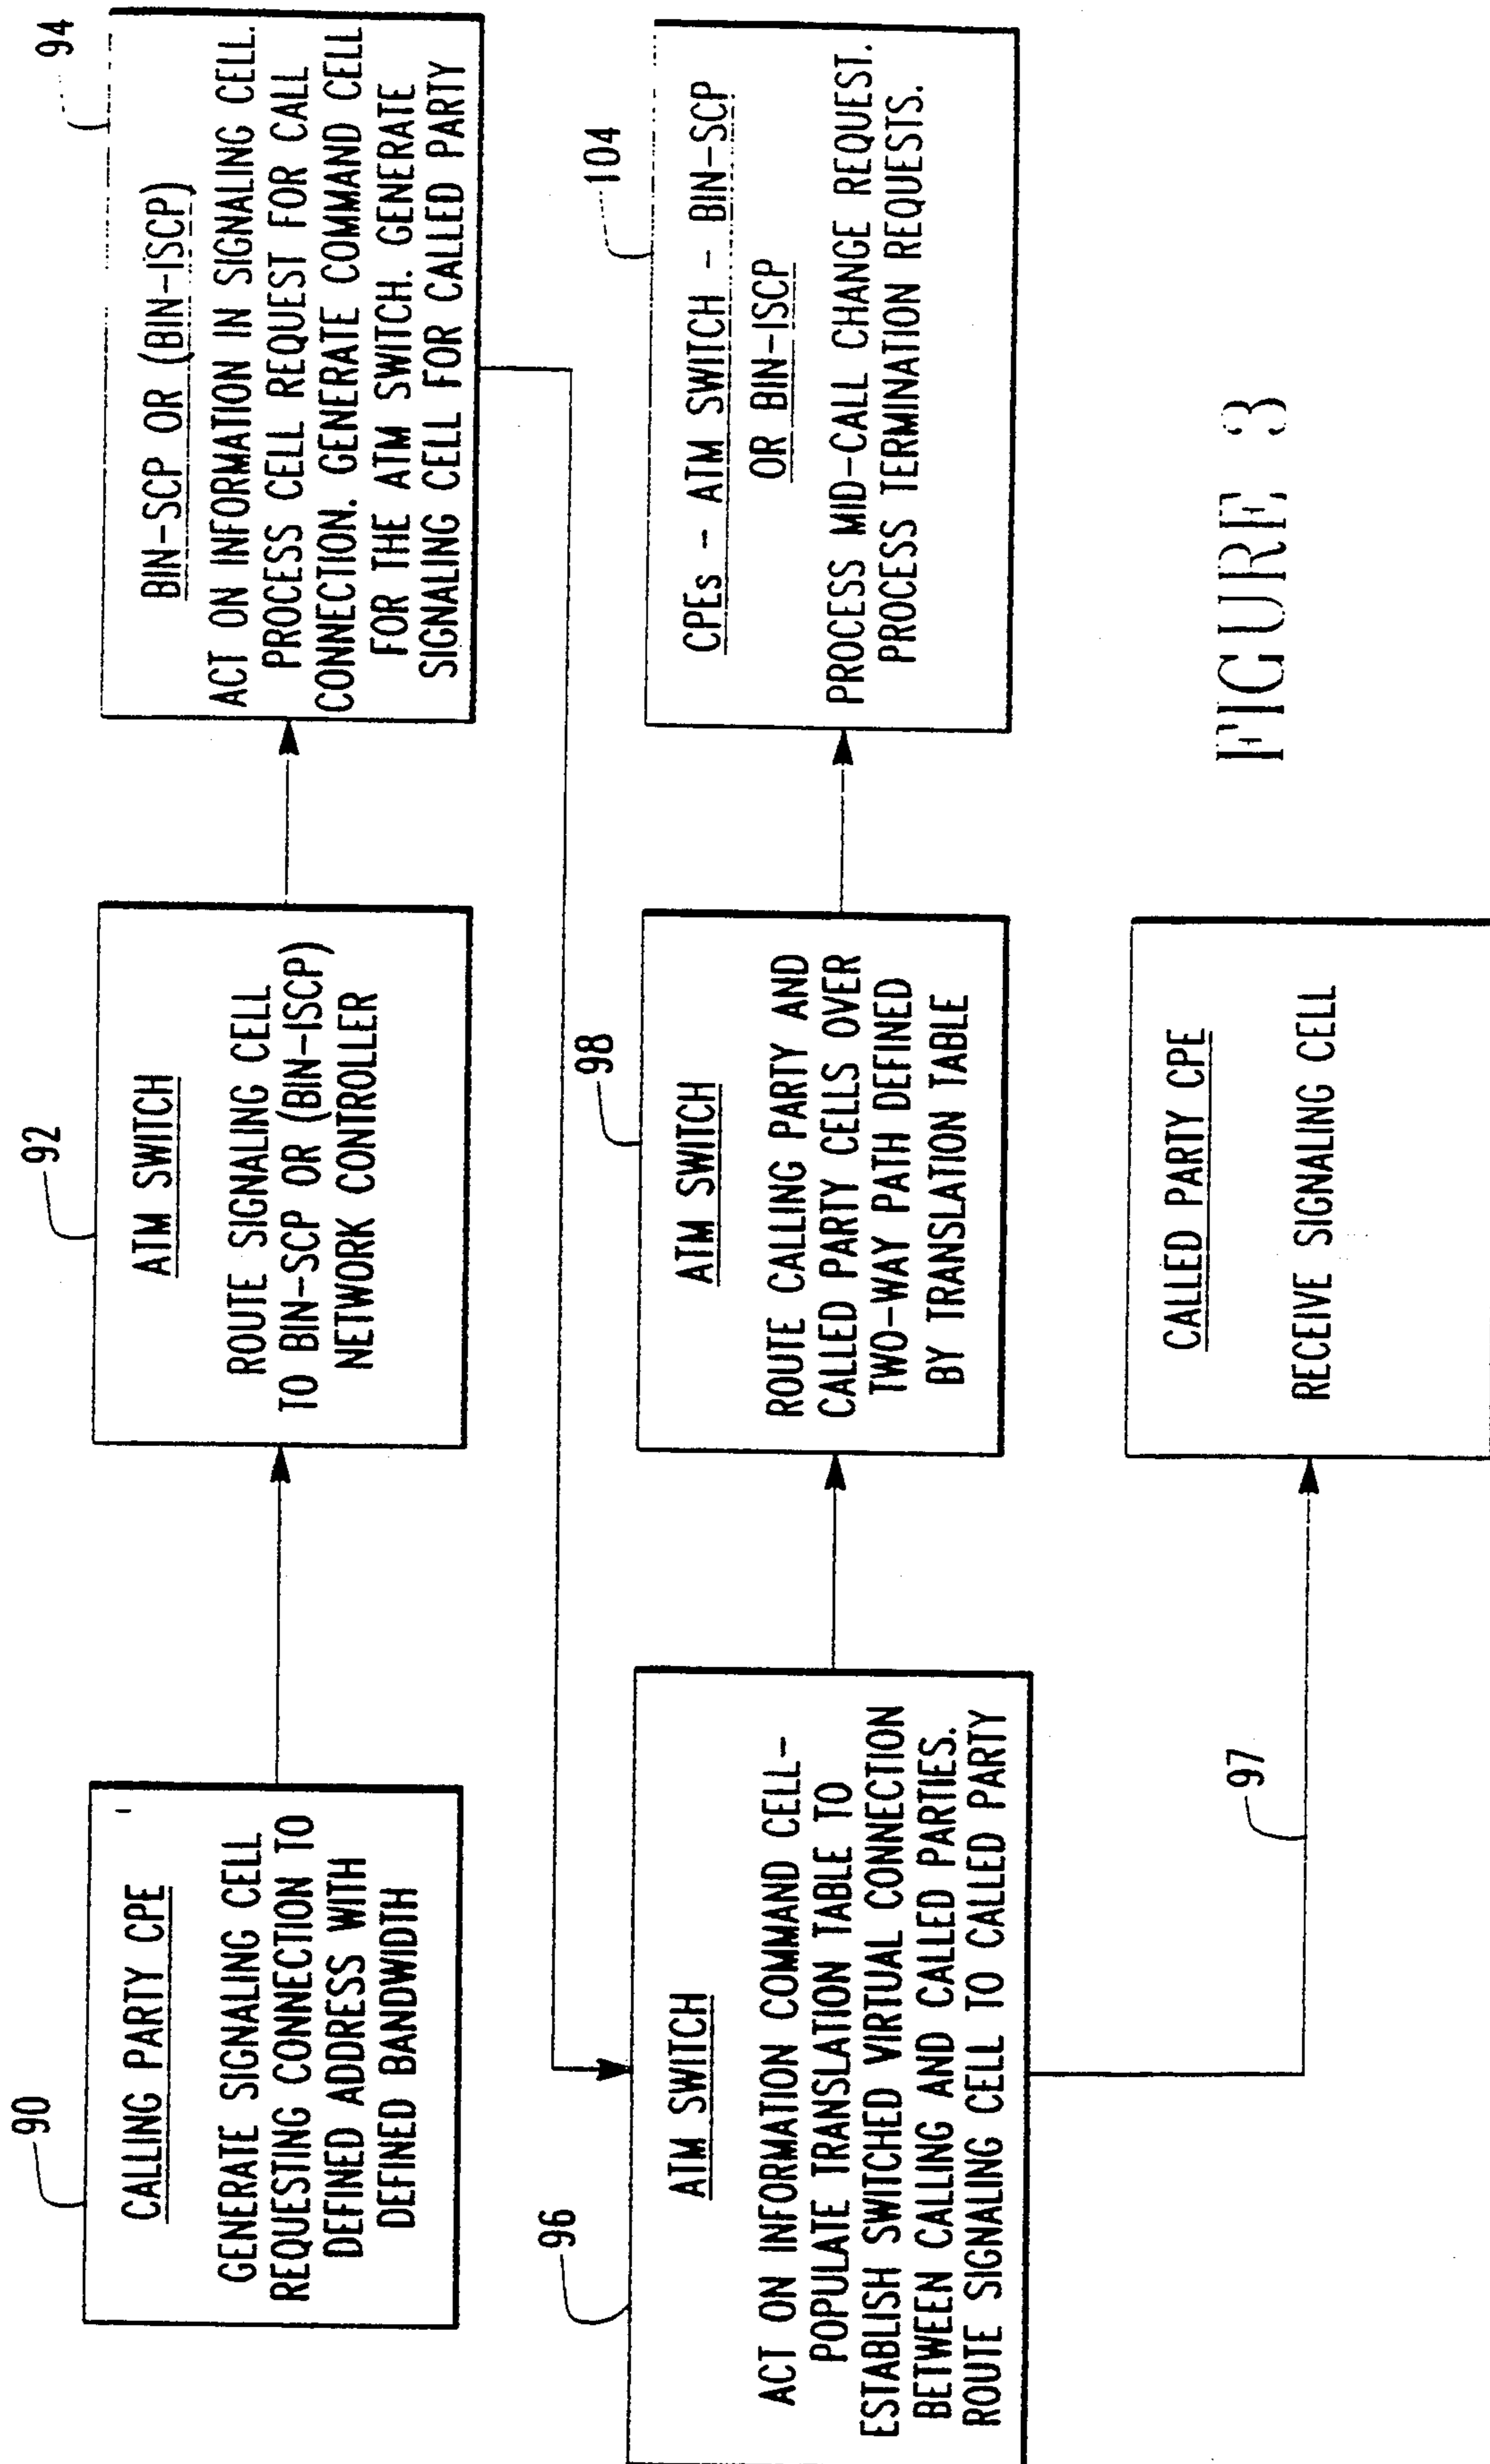 90
CALLING PARTY CPE
GENERATE SIGNALING CELL
REQUESTING CONNECTION TO
DEFINED ADDRESS WITH
DEFINED BANDWIDTH
92
ATM SWITCH
ROUTE SIGNALING CELL
TO BIN-SCP OR (BIN-ISCP)
NETWORK CONTROLLER
94
BIN-SCP OR (BIN-ISCP)
ACT ON INFORMATION IN SIGNALING CELL.
PROCESS CELL REQUEST FOR CALL
CONNECTION. GENERATE COMMAND CELL
FOR THE ATM SWITCH. GENERATE
SIGNALING CELL FOR CALLED PARTY
96
ATM SWITCH
ACT ON INFORMATION COMMAND CELL-
POPULATE TRANSLATION TABLE TO
ESTABLISH SWITCHED VIRTUAL CONNECTION
BETWEEN CALLING AND CALLED PARTIES.
ROUTE SIGNALING CELL TO CALLED PARTY
98
ATM SWITCH
ROUTE CALLING PARTY AND
CALLED PARTY CELLS OVER
TWO-WAY PATH DEFINED
BY TRANSLATION TABLE
104
CPEs - ATM SWITCH - BIN-SCP
OR BIN-ISCP
PROCESS MID-CALL CHANGE REQUEST.
PROCESS TERMINATION REQUESTS.
97
CALLED PARTY CPE
RECEIVE SIGNALING CELL
FIGURE 3